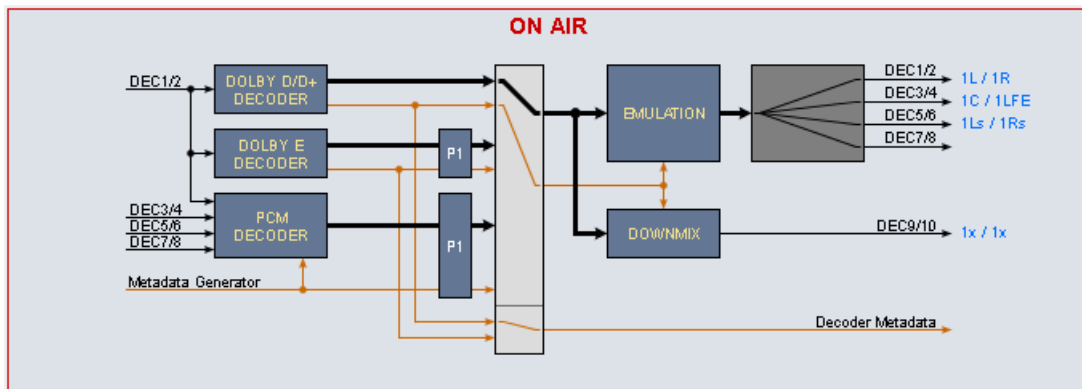 ON AIR
DEC1/2
DOLBY D/D+
DECODER
DOLBY E
DECODER
P1
DEC3/4
DEC5/6
DEC7/8
PCM
DECODER
P1
Metadata Generator
EMULATION
DOWNMIX
DEC1/2
1L / 1R
DEC3/4
1C / 1LFE
DEC5/6
1Ls / 1Rs
DEC7/8
DEC9/10
1x / 1x
Decoder Metadata